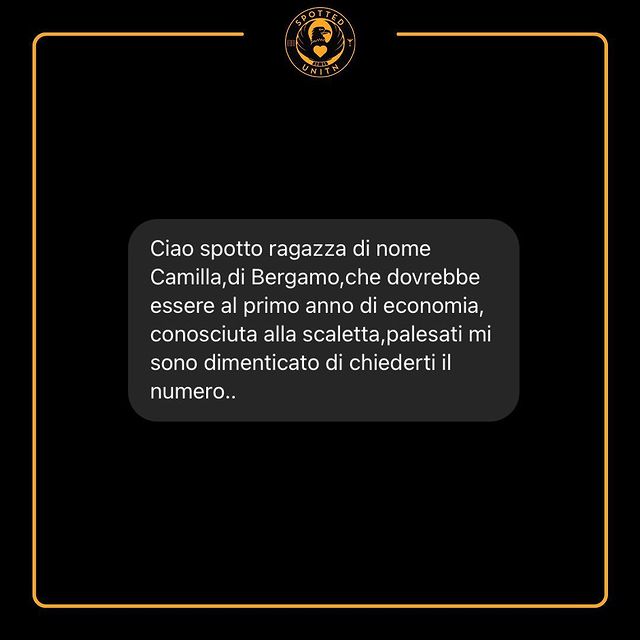 SPOTTED
UNITN
Ciao spotto ragazza di nome
Camilla,di Bergamo,che dovrebbe
essere al primo anno di economia,
conosciuta alla scaletta,palesati mi
sono dimenticato di chiederti il
numero..